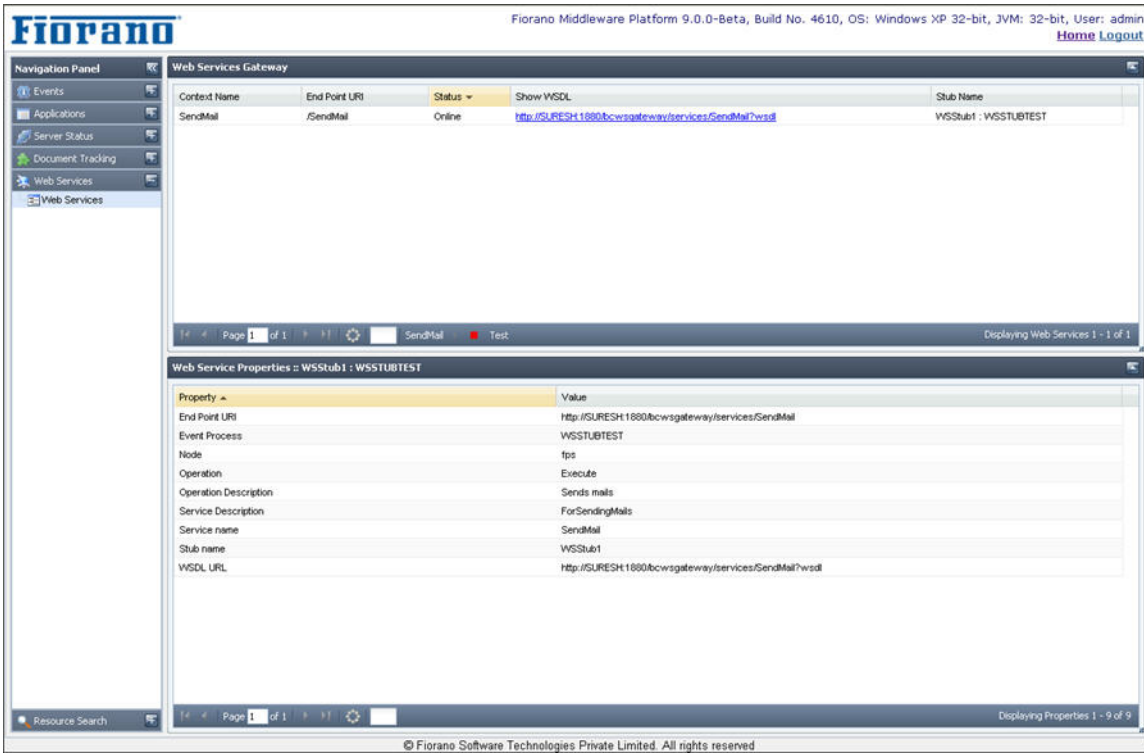 Fiorano
Fiorano Middleware Platform 9.0.0-Beta, Build No. 4610, OS: Windows XP 32-bit, JVM: 32-bit, User: admin
Home Logout
Navigation Panel
Events
Applications
Server Status
Document Tracking
Web Services
Web Services
Resource Search
Web Services Gateway
Context Name End Point URI Status Show WSDL Stub Name
SendMail /SendMail Online http://SURESH:1880/bcwsgateway/services/SendMail?wsdl WSStub1 : WSSTUBTEST
Page 1 of 1 SendMail Test Displaying Web Services 1 - 1 of 1
Web Service Properties :: WSStub1 : WSSTUBTEST
Property Value
End Point URI http://SURESH:1880/bcwsgateway/services/SendMail
Event Process WSSTUBTEST
Node fps
Operation Execute
Operation Description Sends mails
Service Description ForSendingMails
Service name SendMail
Stub name WSStub1
WSDL URL http://SURESH:1880/bcwsgateway/services/SendMail?wsdl
Page 1 of 1 Displaying Properties 1 - 9 of 9
© Fiorano Software Technologies Private Limited. All rights reserved